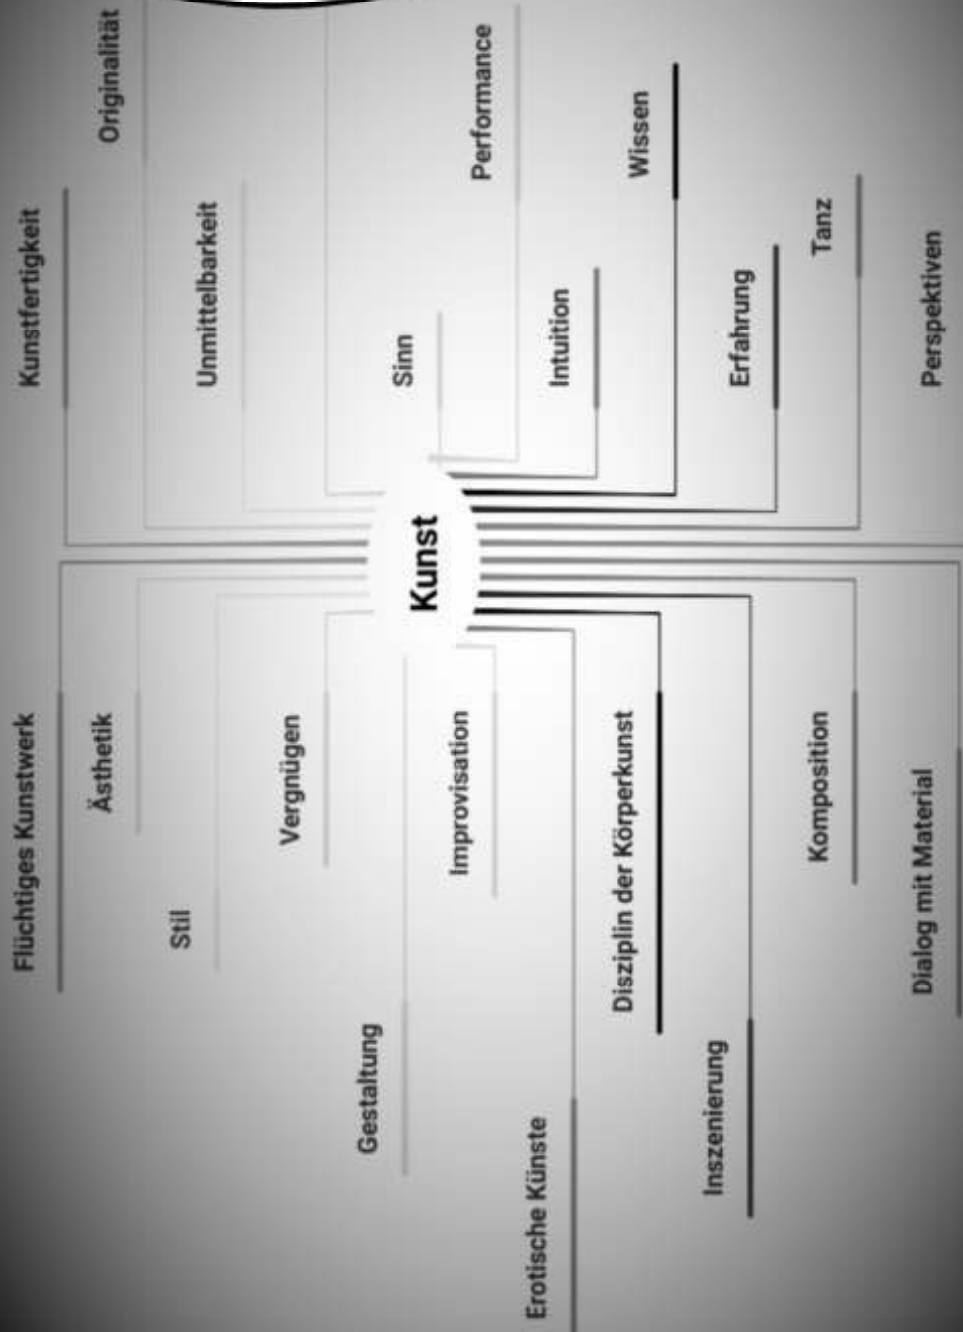 Flüchtiges Kunstwerk
Kunstfertigkeit
Ästhetik
Originalität
Stil
Unmittelbarkeit
Vergnügen
Gestaltung
Sinn
Kunst
Improvisation
Performance
Erotische Künste
Intuition
Disziplin der Körperkunst
Wissen
Inszenierung
Erfahrung
Komposition
Tanz
Dialog mit Material
Perspektiven